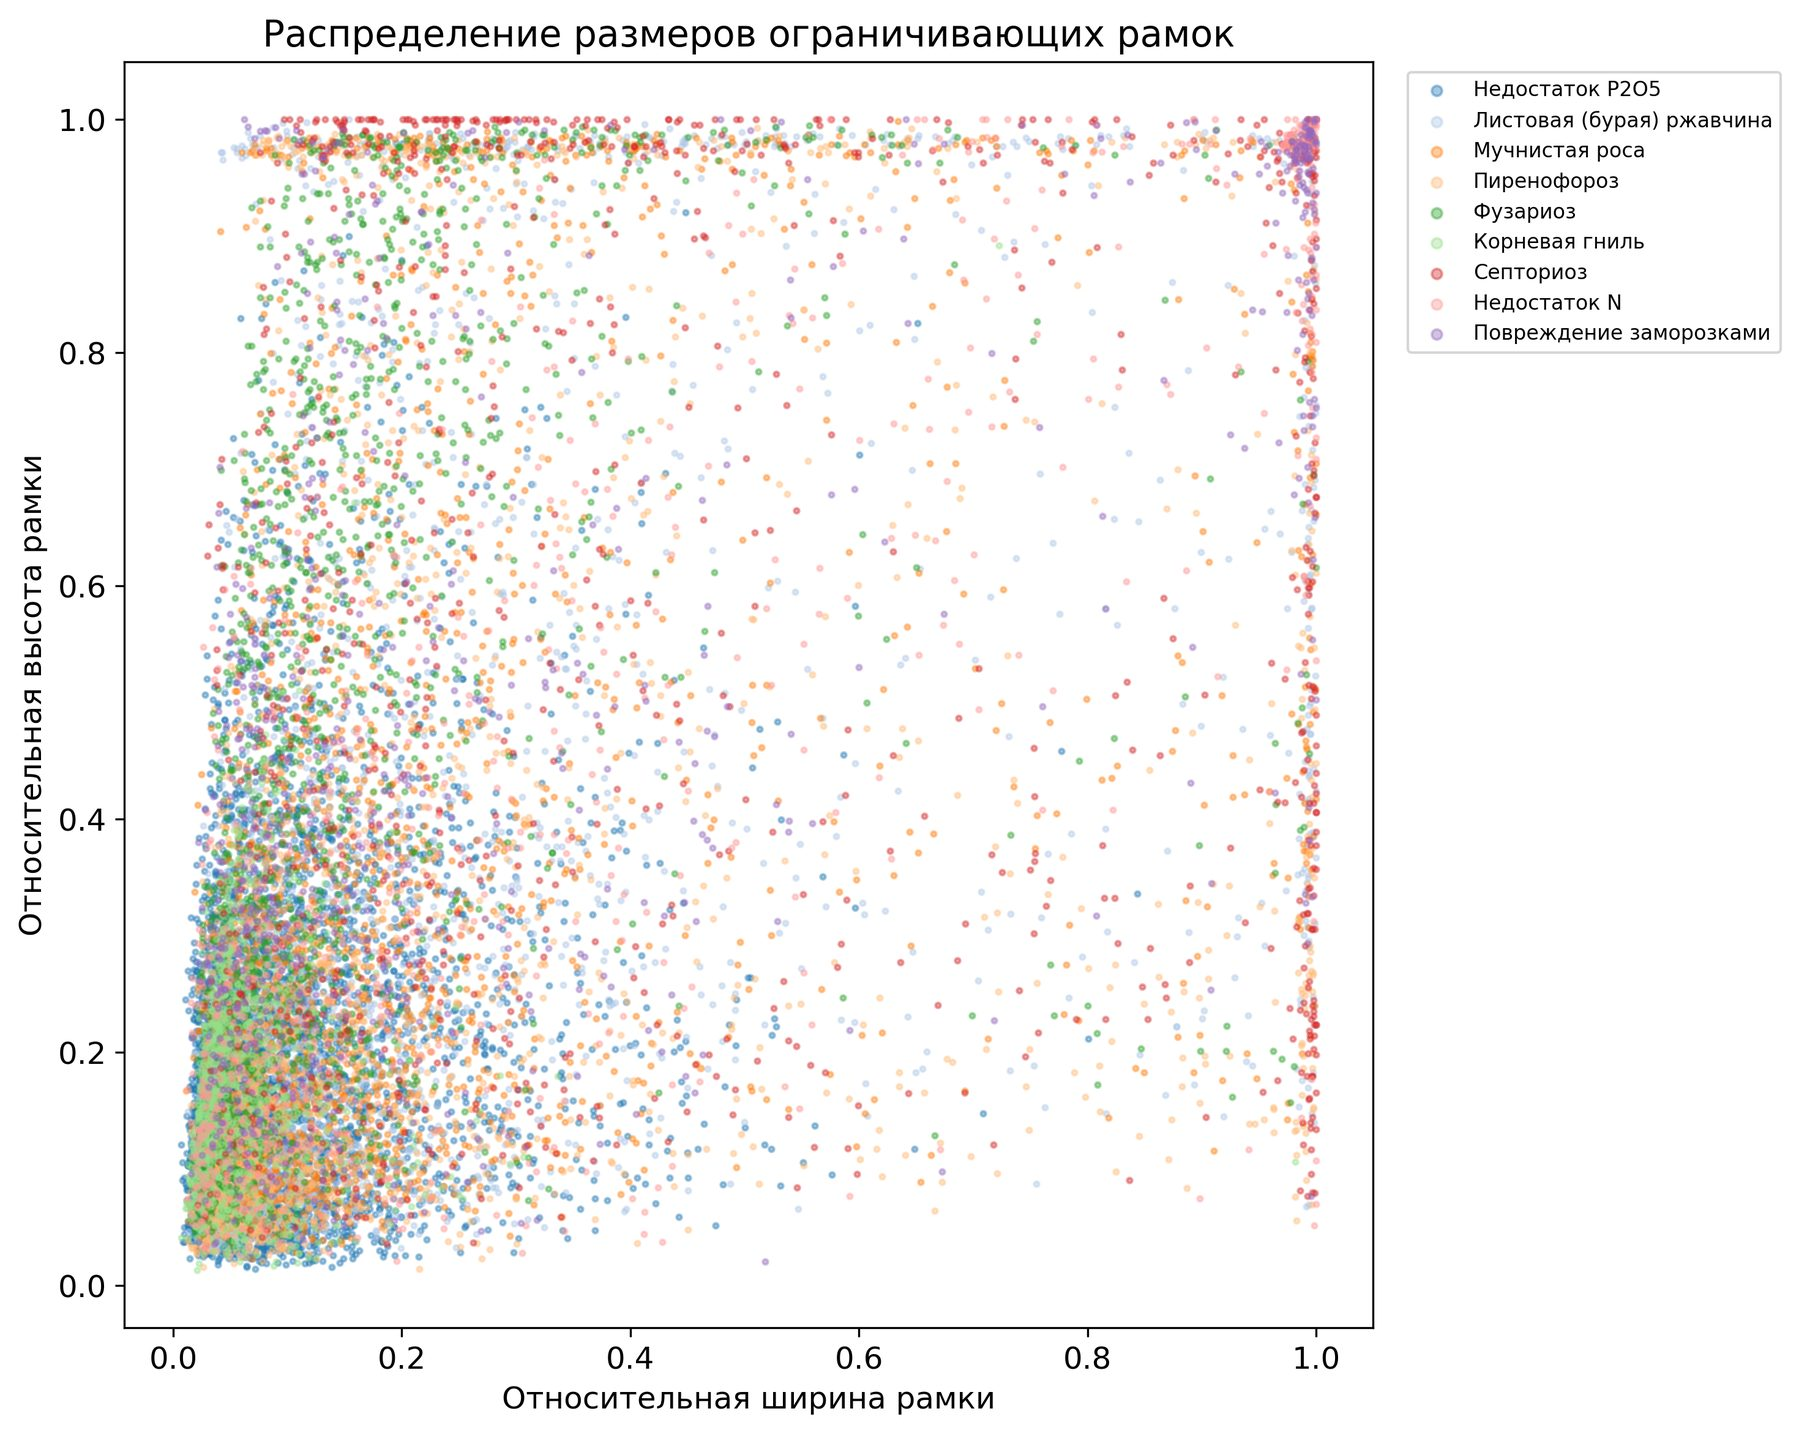 Распределение размеров ограничивающих рамок
Недостаток P2O5
Листовая (бурая) ржавчина
Мучнистая роса
Пиренофороз
Фузариоз
Корневая гниль
Септориоз
Недостаток N
Повреждение заморозками
Относительная высота рамки
1.0
0.8
0.6
0.4
0.2
0.0
0.0 0.2 0.4 0.6 0.8 1.0
Относительная ширина рамки